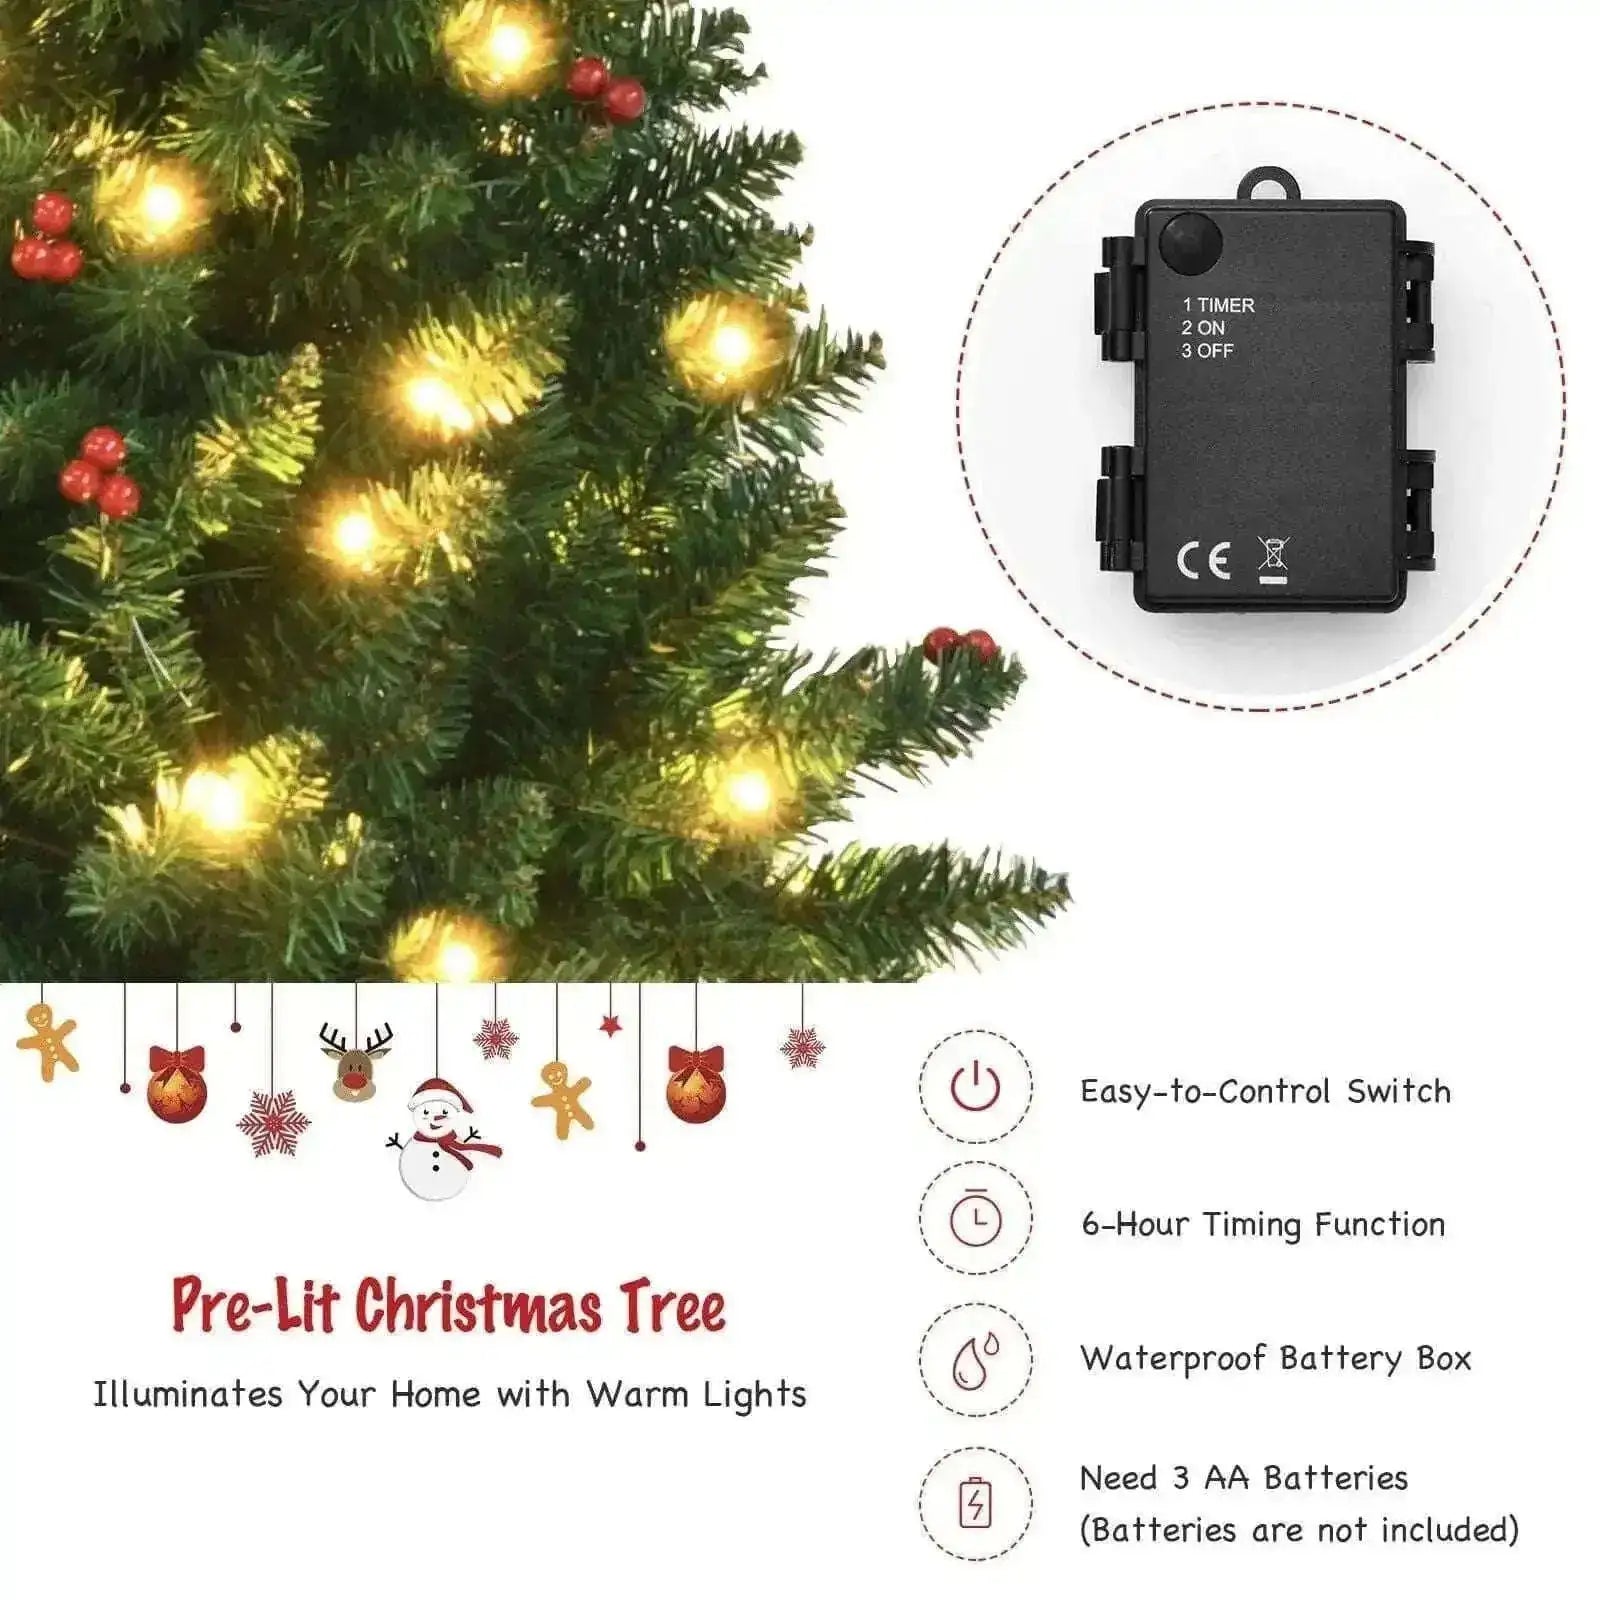 1 TIMER
2 ON
3 OFF
CE
Pre-Lit Christmas Tree
Illuminates Your Home with Warm Lights
Easy-to-Control Switch
6-Hour Timing Function
Waterproof Battery Box
Need 3 AA Batteries
(Batteries are not included)